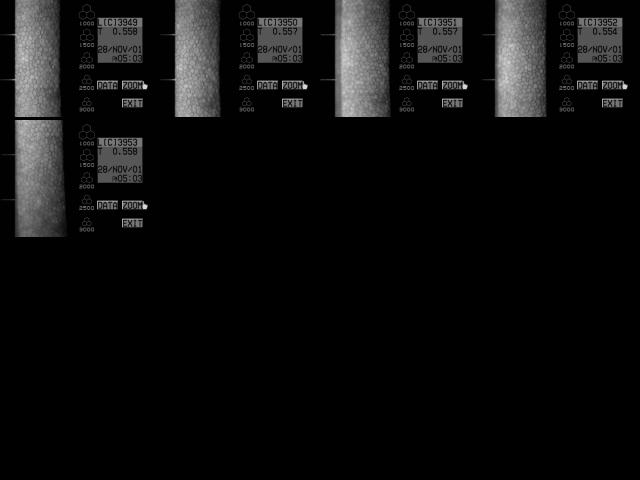 L[C]3949
1000
T 0.558
1500
28/NOV/01
PM05:03
2000
2500
DATA ZOOM
3000
EXIT
L[C]3950
1000
T 0.557
1500
28/NOV/01
PM05:03
2000
2500
DATA ZOOM
3000
EXIT
L[C]3951
1000
T 0.557
1500
28/NOV/01
PM05:03
2000
2500
DATA ZOOM
3000
EXIT
L[C]3952
1000
T 0.554
1500
28/NOV/01
PM05:03
2000
2500
DATA ZOOM
3000
EXIT
L[C]3953
1000
T 0.558
1500
28/NOV/01
PM05:03
2000
2500
DATA ZOOM
3000
EXIT